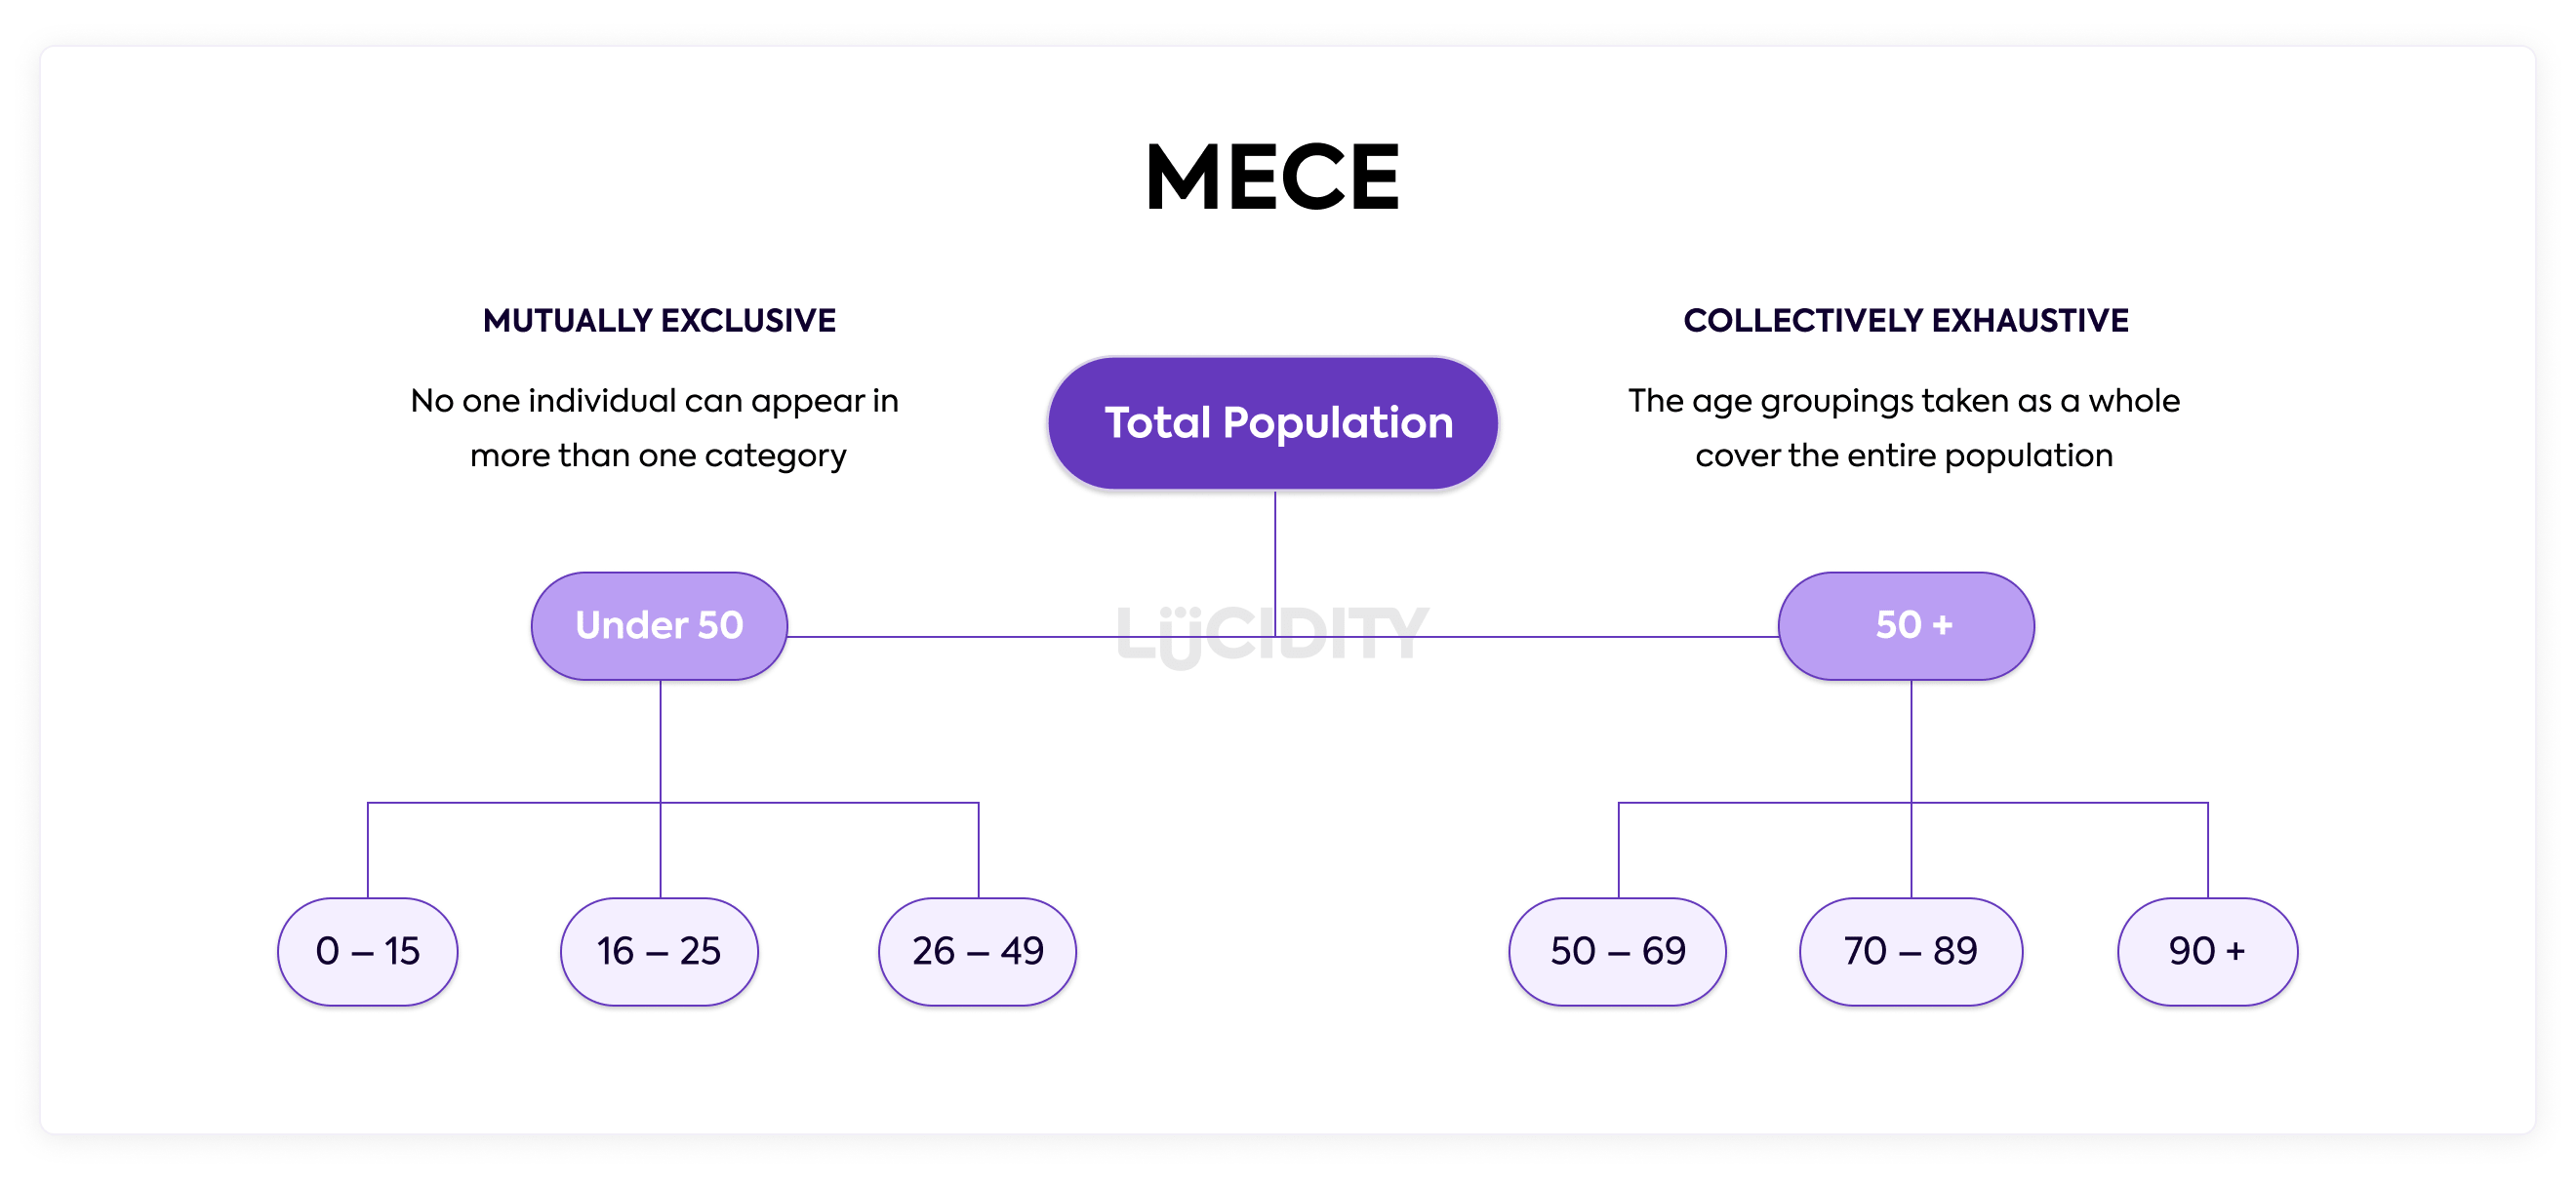 MECE
MUTUALLY EXCLUSIVE
No one individual can appear in
more than one category
Total Population
COLLECTIVELY EXHAUSTIVE
The age groupings taken as a whole
cover the entire population
Under 50
LÜCIDITY
50 +
0 – 15
16 – 25
26 – 49
50 – 69
70 – 89
90 +